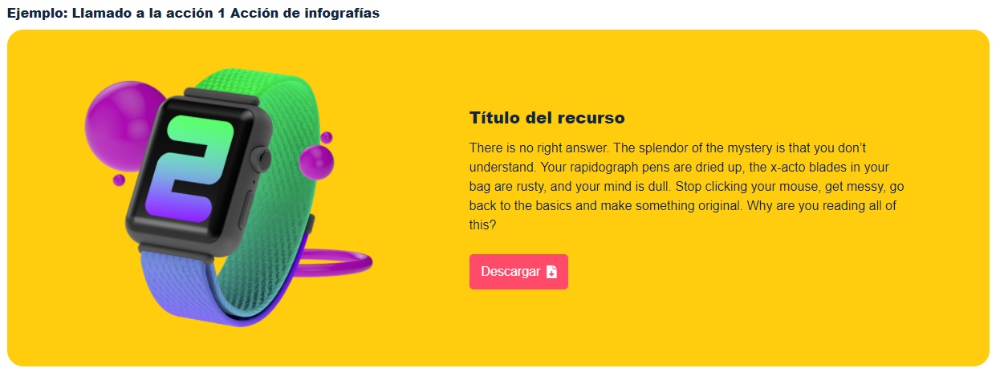 Ejemplo: Llamado a la acción 1 Acción de infografías
2
Título del recurso
There is no right answer. The splendor of the mystery is that you don’t
understand. Your rapidograph pens are dried up, the x-acto blades in your
bag are rusty, and your mind is dull. Stop clicking your mouse, get messy, go
back to the basics and make something original. Why are you reading all of
this?
Descargar